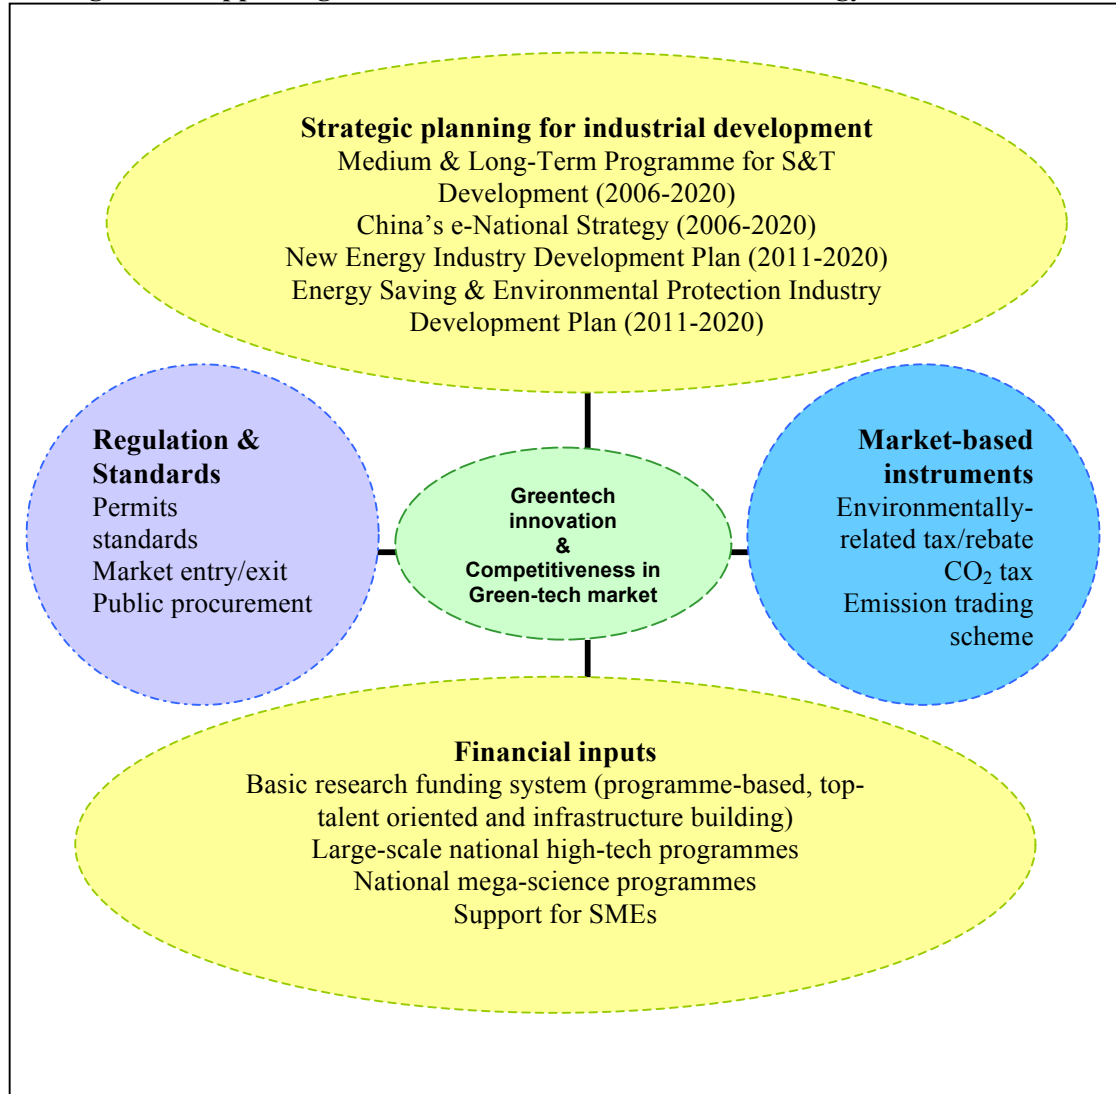 Strategic planning for industrial development
Medium & Long-Term Programme for S&T
Development (2006-2020)
China's e-National Strategy (2006-2020)
New Energy Industry Development Plan (2011-2020)
Energy Saving & Environmental Protection Industry
Development Plan (2011-2020)
Regulation &
Standards
Permits
standards
Market entry/exit
Public procurement
Greentech
innovation
&
Competitiveness in
Green-tech market
Market-based
instruments
Environmentally-
related tax/rebate
CO₂ tax
Emission trading
scheme
Financial inputs
Basic research funding system (programme-based, top-
talent oriented and infrastructure building)
Large-scale national high-tech programmes
National mega-science programmes
Support for SMEs